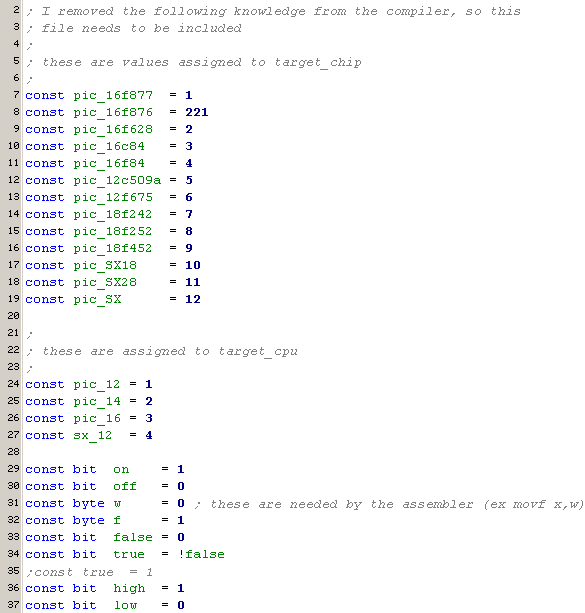 2 ; I removed the following knowledge from the compiler, so this
3 ; file needs to be included
4 ;
5 ; these are values assigned to target_chip
6 ;
7 const pic_16f877  = 1
8 const pic_16f876  = 221
9 const pic_16f628  = 2
10 const pic_16c84   = 3
11 const pic_16f84   = 4
12 const pic_12c509a = 5
13 const pic_12f675  = 6
14 const pic_18f242  = 7
15 const pic_18f252  = 8
16 const pic_18f452  = 9
17 const pic_SX18    = 10
18 const pic_SX28    = 11
19 const pic_SX      = 12
20
21 ;
22 ; these are assigned to target_cpu
23 ;
24 const pic_12 = 1
25 const pic_14 = 2
26 const pic_16 = 3
27 const sx_12  = 4
28
29 const bit  on    = 1
30 const bit  off   = 0
31 const byte w     = 0 ; these are needed by the assembler (ex movf x,w)
32 const byte f     = 1
33 const bit  false = 0
34 const bit  true  = !false
35 ;const true  = 1
36 const bit  high  = 1
37 const bit  low   = 0